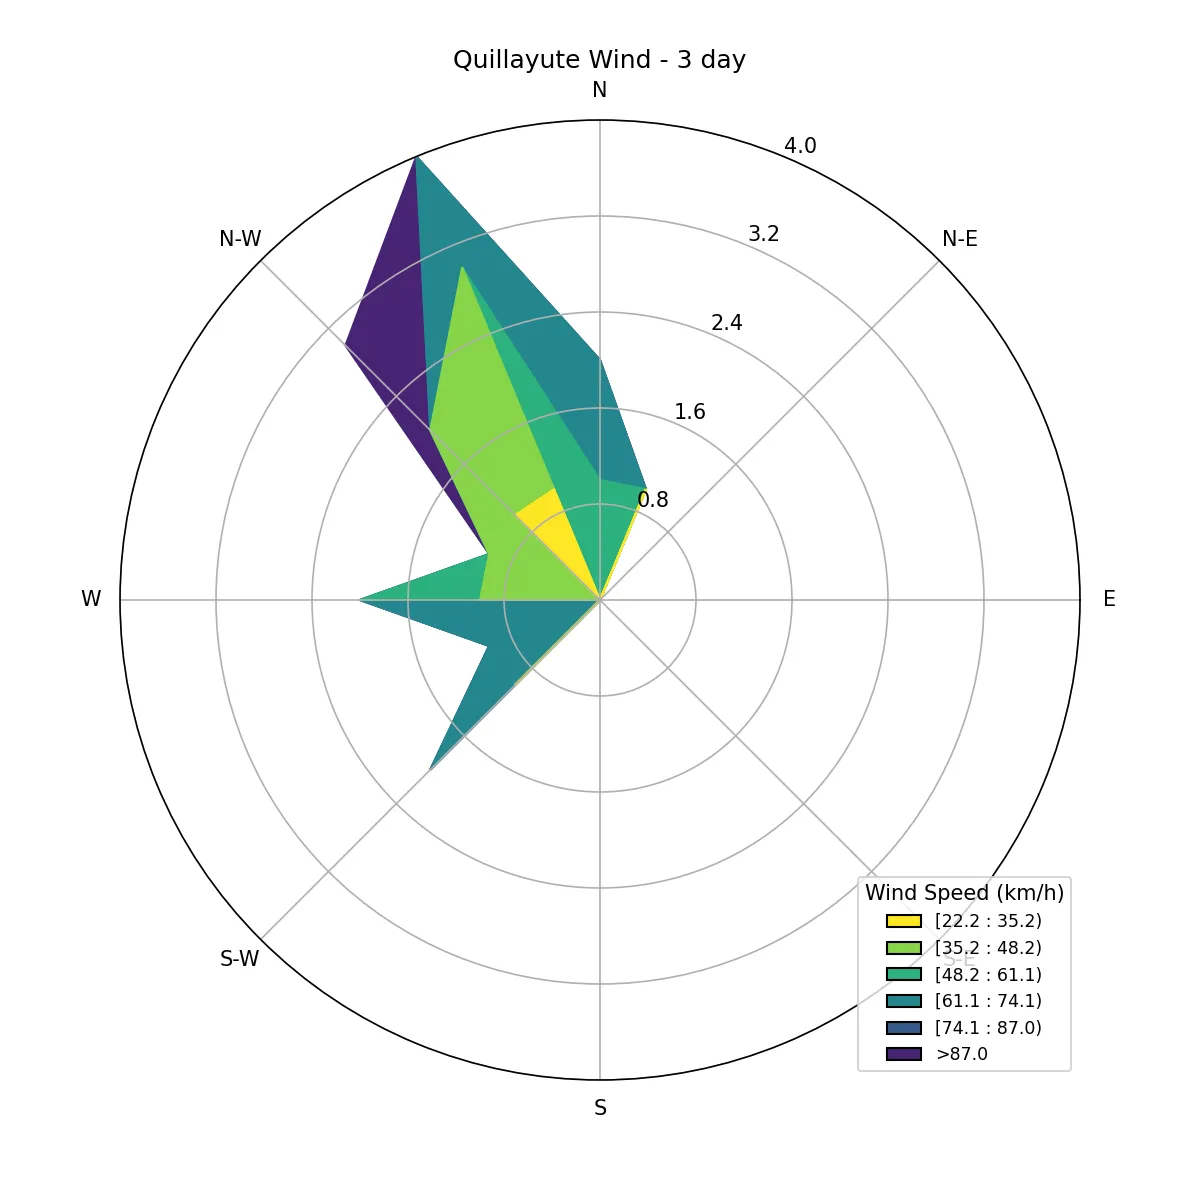 Quillayute Wind - 3 day
N
4.0
N-W
3.2
N-E
2.4
1.6
0.8
W
E
S-W
S-E
S
Wind Speed (km/h)
[22.2 : 35.2)
[35.2 : 48.2)
[48.2 : 61.1)
[61.1 : 74.1)
[74.1 : 87.0)
>87.0